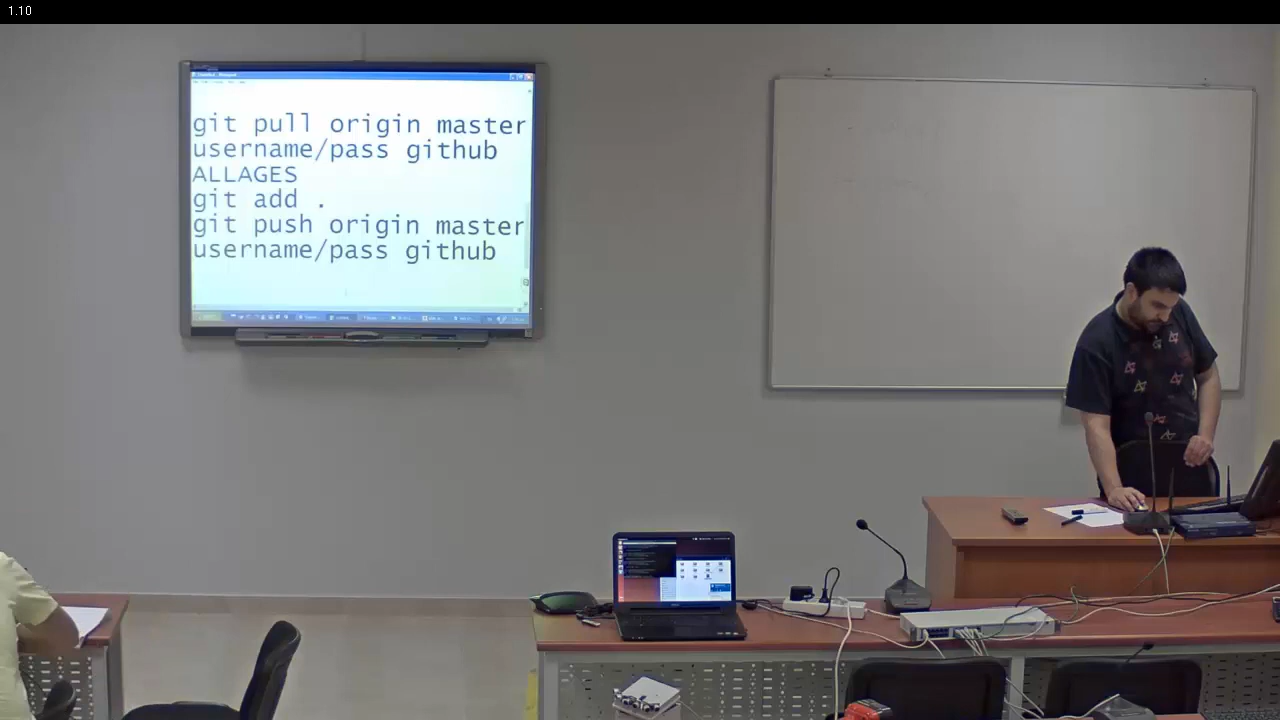 1.10
git pull origin master
username/pass github
ALLAGES
git add .
git push origin master
username/pass github